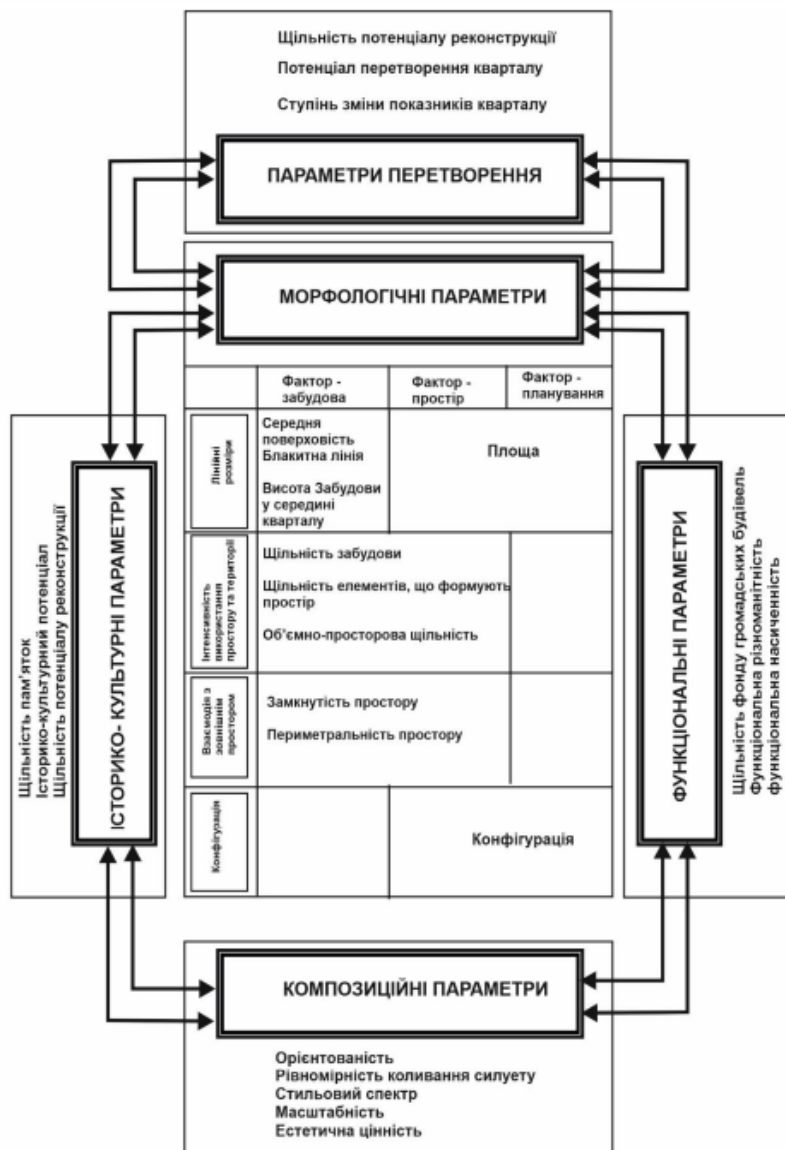 Щільність потенціалу реконструкції
Потенціал перетворення кварталу
Ступінь зміни показників кварталу
ПАРАМЕТРИ ПЕРЕТВОРЕННЯ
МОРФОЛОГІЧНІ ПАРАМЕТРИ
Фактор -
забудова
Фактор -
простір
Фактор -
планування
Лінійні
розміри
Середня
поверховість
Блакитна лінія
Висота Забудови
у середині
кварталу
Площа
Інтенсивність
використання
простору та території
Щільність забудови
Щільність елементів, що формують
простір
Об'ємно-просторова щільність
Взаємодія з
зовнішнім
простором
Замкнутість простору
Периметральність простору
Конфігурація
Конфігурація
Щільність пам'яток
Історико-культурний потенціал
Щільність потенціалу реконструкції
ІСТОРИКО- КУЛЬТУРНІ ПАРАМЕТРИ
ФУНКЦІОНАЛЬНІ ПАРАМЕТРИ
Щільність фонду громадських будівель
Функціональна різноманітність
функціональна насиченність
КОМПОЗИЦІЙНІ ПАРАМЕТРИ
Орієнтованість
Рівномірність коливання силуету
Стильовий спектр
Масштабність
Естетична цінність